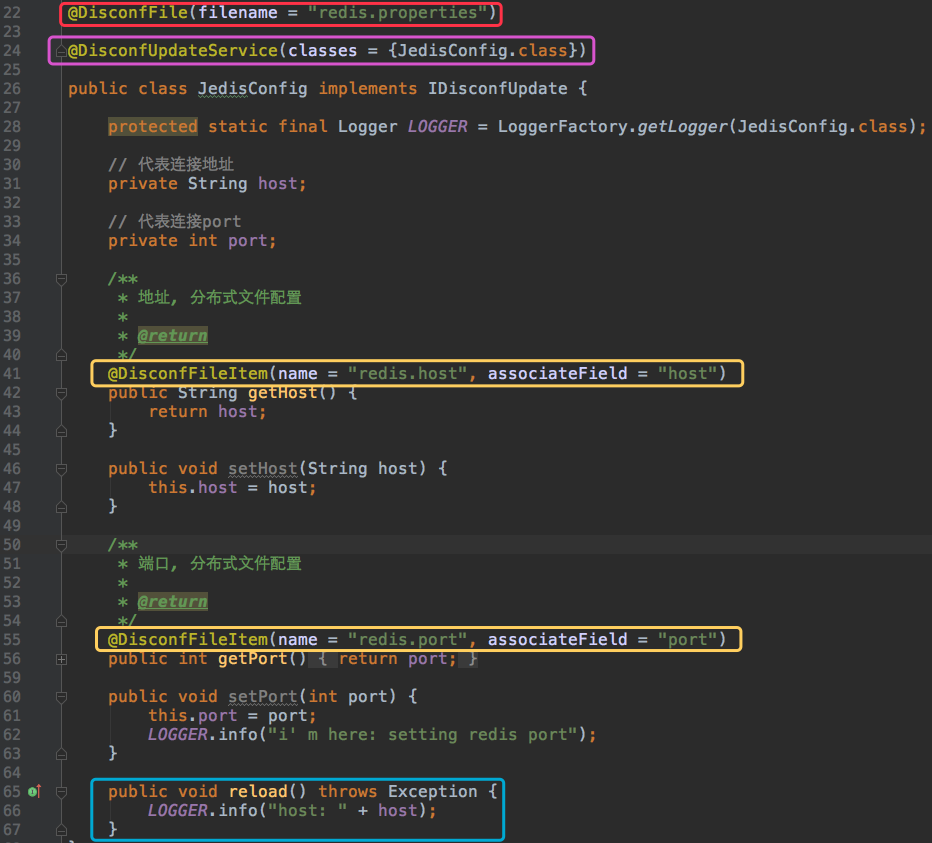 22 @DisconfFile(filename = "redis.properties")
23
24 @DisconfUpdateService(classes = {JedisConfig.class})
25
26 public class JedisConfig implements IDisconfUpdate {
27
28 protected static final Logger LOGGER = LoggerFactory.getLogger(JedisConfig.class);
29
30 // 代表连接地址
31 private String host;
32
33 // 代表连接port
34 private int port;
35
36 /**
37 * 地址, 分布式文件配置
38 *
39 * @return
40 */
41 @DisconfFileItem(name = "redis.host", associateField = "host")
42 public String getHost() {
43 return host;
44 }
45
46 public void setHost(String host) {
47 this.host = host;
48 }
49
50 /**
51 * 端口, 分布式文件配置
52 *
53 * @return
54 */
55 @DisconfFileItem(name = "redis.port", associateField = "port")
56 public int getPort() { return port; }
59
60 public void setPort(int port) {
61 this.port = port;
62 LOGGER.info("i' m here: setting redis port");
63 }
64
65 public void reload() throws Exception {
66 LOGGER.info("host: " + host);
67 }